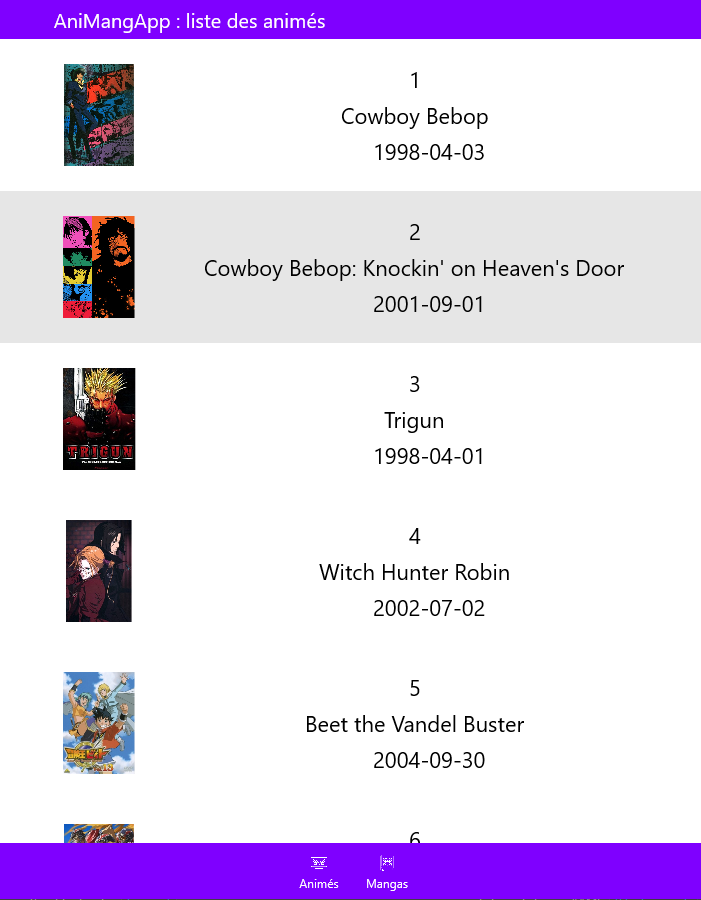 AniMangApp : liste des animés
1
Cowboy Bebop
1998-04-03
2
Cowboy Bebop: Knockin' on Heaven's Door
2001-09-01
3
Trigun
1998-04-01
TRIGUN
4
Witch Hunter Robin
2002-07-02
5
Beet the Vandel Buster
2004-09-30
6
Animés
Mangas